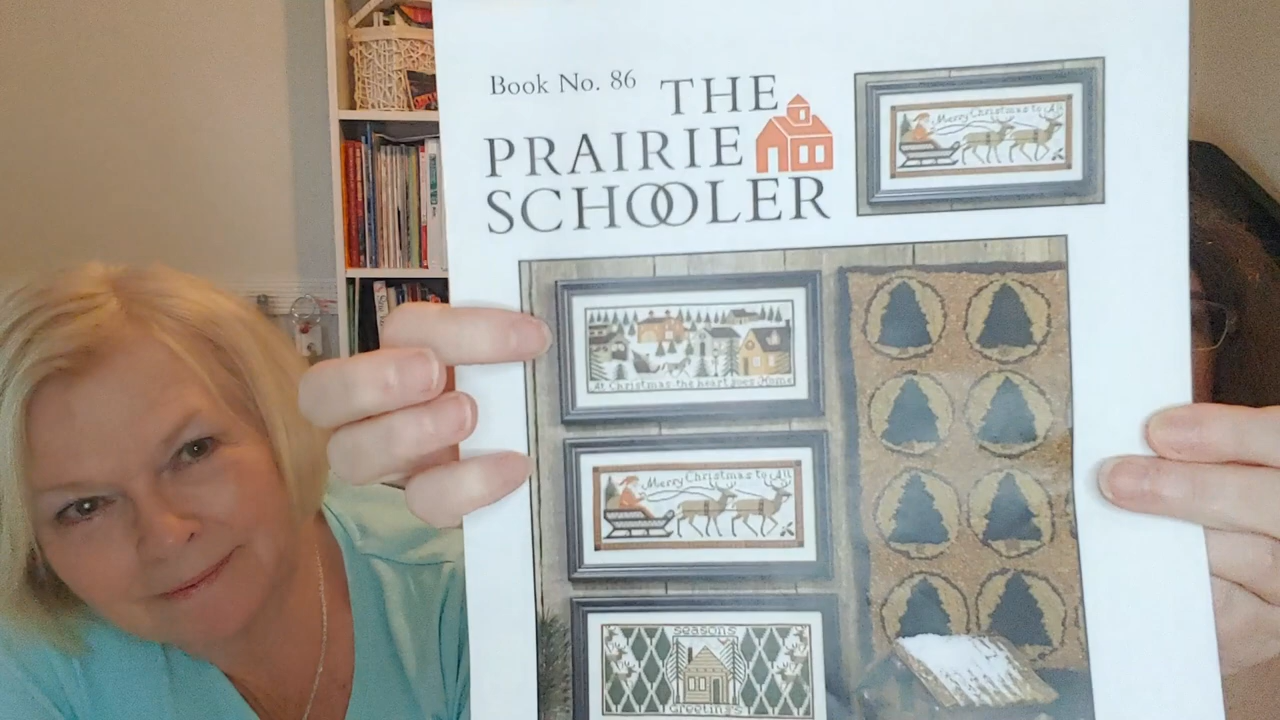 Book No. 86
THE
PRAIRIE
SCHOOLER
Merry Christmas to All
At Christmas the heart goes Home
Merry Christmas to All
Seasons
Greetings